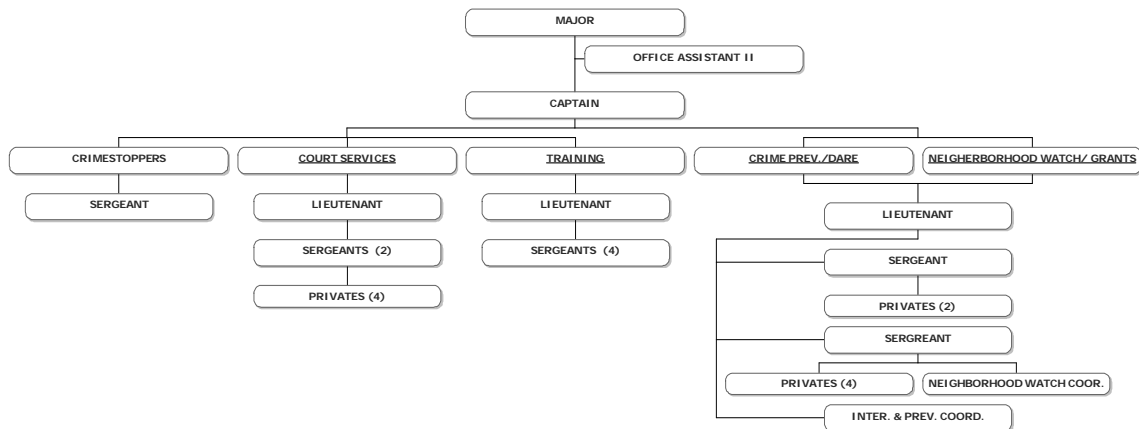 MAJOR
OFFICE ASSISTANT II
CAPTAIN
CRIMESTOPPERS
COURT SERVICES
TRAINING
CRIME PREV./DARE
NEIGHERBORHOOD WATCH/ GRANTS
SERGEANT
LIEUTENANT
LIEUTENANT
LIEUTENANT
SERGEANTS (2)
SERGEANTS (4)
SERGEANT
PRIVATES (4)
PRIVATES (2)
SERGREANT
PRIVATES (4)
NEIGHBORHOOD WATCH COOR.
INTER. & PREV. COORD.